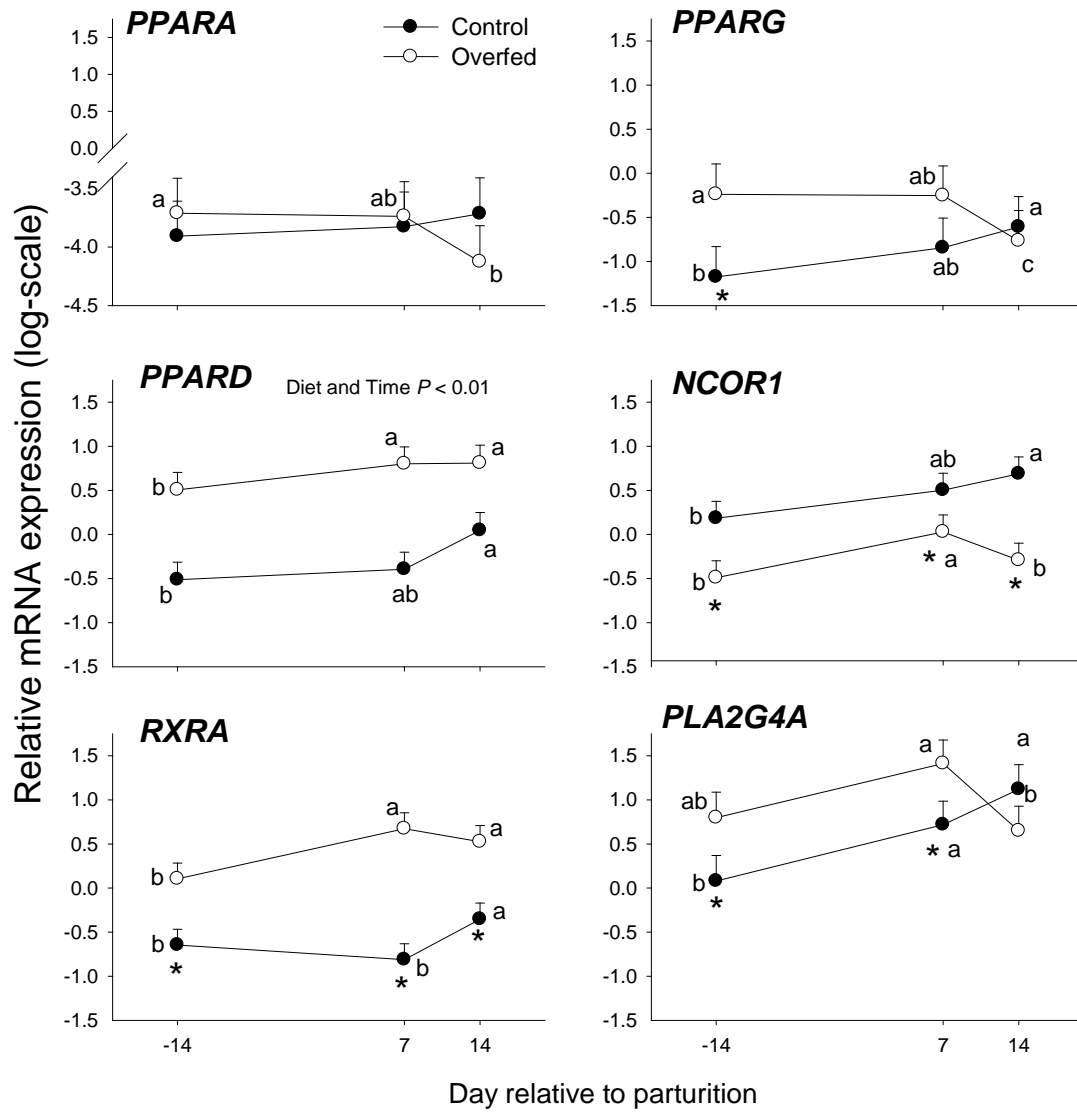 Relative mRNA expression (log-scale)
PPARA
Control
Overfed
1.5
1.0
0.5
0.0
-3.5
-4.0
-4.5
a
ab
b
PPARG
1.5
1.0
0.5
0.0
-0.5
-1.0
-1.5
a
ab
a
b
*
ab
c
PPARD
Diet and Time P < 0.01
1.5
1.0
0.5
0.0
-0.5
-1.0
-1.5
b
a
a
b
ab
a
NCOR1
1.5
1.0
0.5
0.0
-0.5
-1.0
-1.5
b
ab
a
b
*
* a
b
*
RXRA
1.5
1.0
0.5
0.0
-0.5
-1.0
-1.5
b
a
a
b
*
b
*
a
*
-14 7 14
PLA2G4A
1.5
1.0
0.5
0.0
-0.5
-1.0
-1.5
ab
a
a
b
b
*
* a
-14 7 14
Day relative to parturition